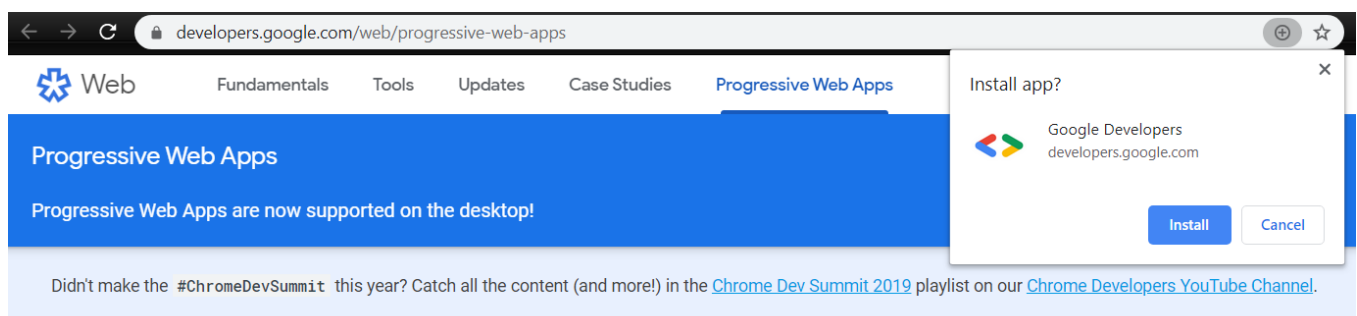 developers.google.com/web/progressive-web-apps
Web Fundamentals Tools Updates Case Studies Progressive Web Apps
Install app?
Google Developers
developers.google.com
Install Cancel
Progressive Web Apps
Progressive Web Apps are now supported on the desktop!
Didn't make the #ChromeDevSummit this year? Catch all the content (and more!) in the Chrome Dev Summit 2019 playlist on our Chrome Developers YouTube Channel.